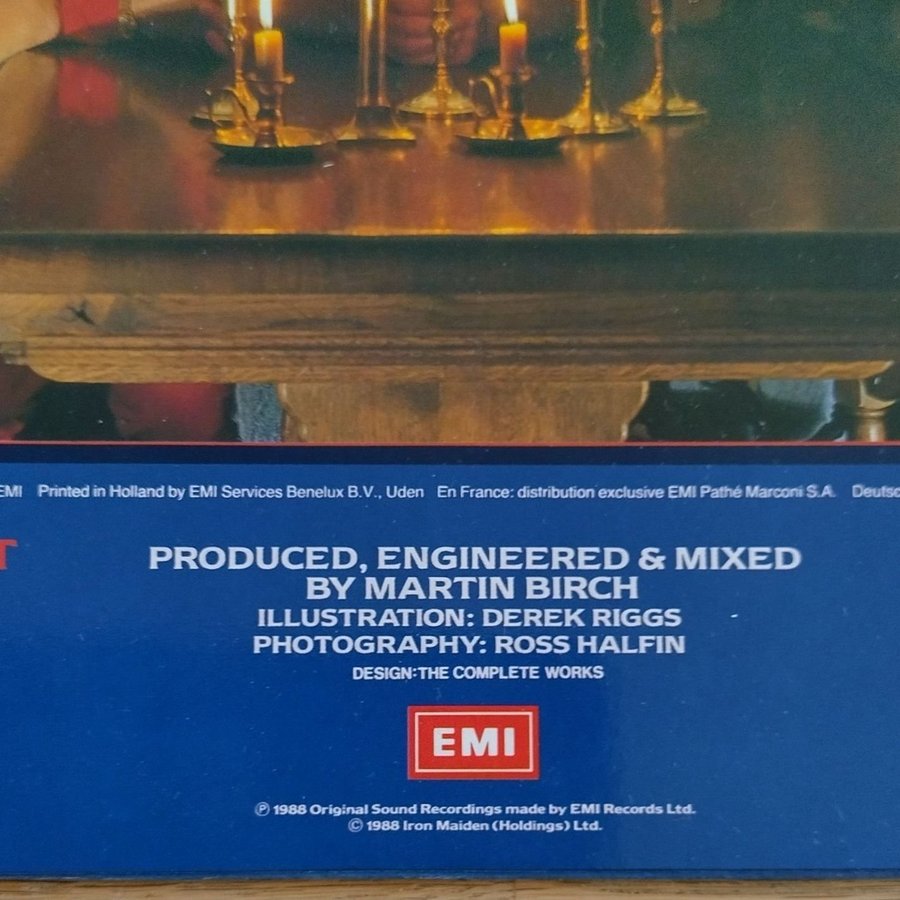 EMI Printed in Holland by EMI Services Benelux B.V., Uden En France: distribution exclusive EMI Pathé Marconi S.A.
T
PRODUCED, ENGINEERED & MIXED
BY MARTIN BIRCH
ILLUSTRATION: DEREK RIGGS
PHOTOGRAPHY: ROSS HALFIN
DESIGN:THE COMPLETE WORKS
EMI
℗ 1988 Original Sound Recordings made by EMI Records Ltd.
© 1988 Iron Maiden (Holdings) Ltd.